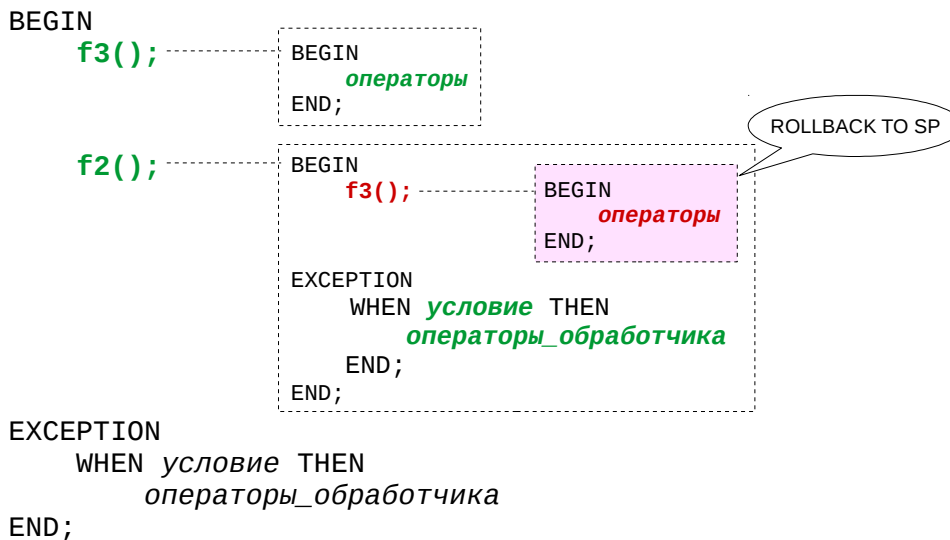 BEGIN
f3();
BEGIN
операторы
END;
ROLLBACK TO SP
f2();
BEGIN
f3();
BEGIN
операторы
END;
EXCEPTION
WHEN условие THEN
операторы_обработчика
END;
END;
EXCEPTION
WHEN условие THEN
операторы_обработчика
END;